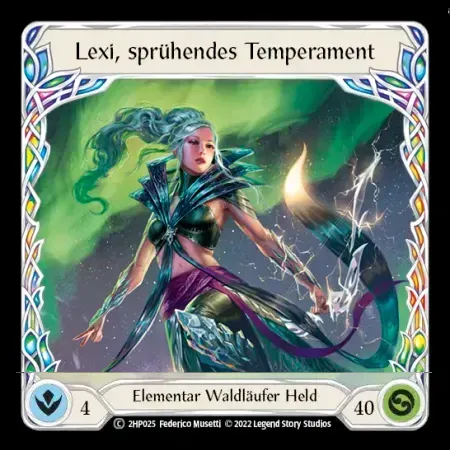 Lexi, sprühendes Temperament
4
Elementar Waldläufer Held
40
C 2HP025 Federico Musetti © 2022 Legend Story Studios